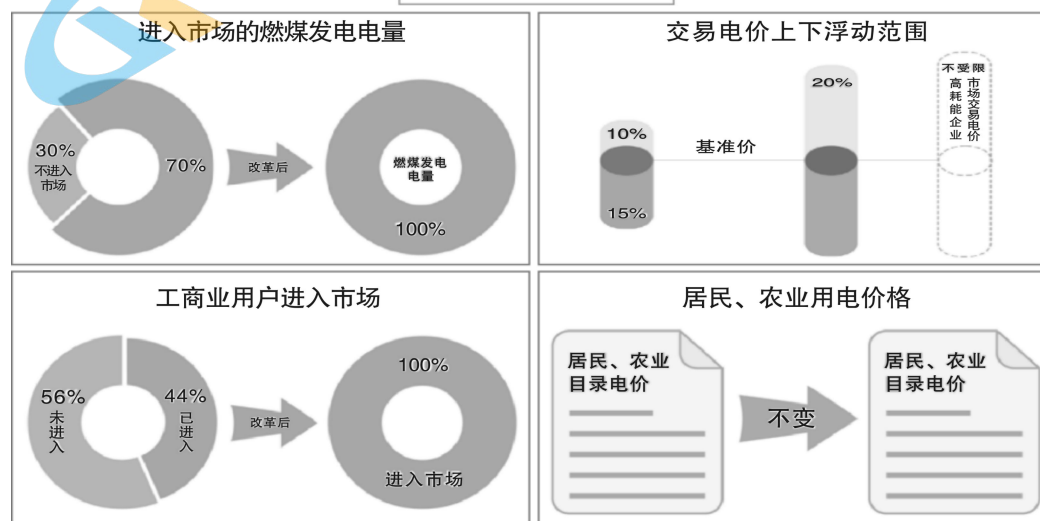 进入市场的燃煤发电电量
30%
不进入
市场
70%
改革后
燃煤发电
电量
100%
交易电价上下浮动范围
10%
15%
基准价
20%
不受限
高耗能企业
市场交易电价
工商业用户进入市场
56%
未进入
44%
已进入
改革后
100%
进入市场
居民、农业用电价格
居民、农业
目录电价
不变
居民、农业
目录电价